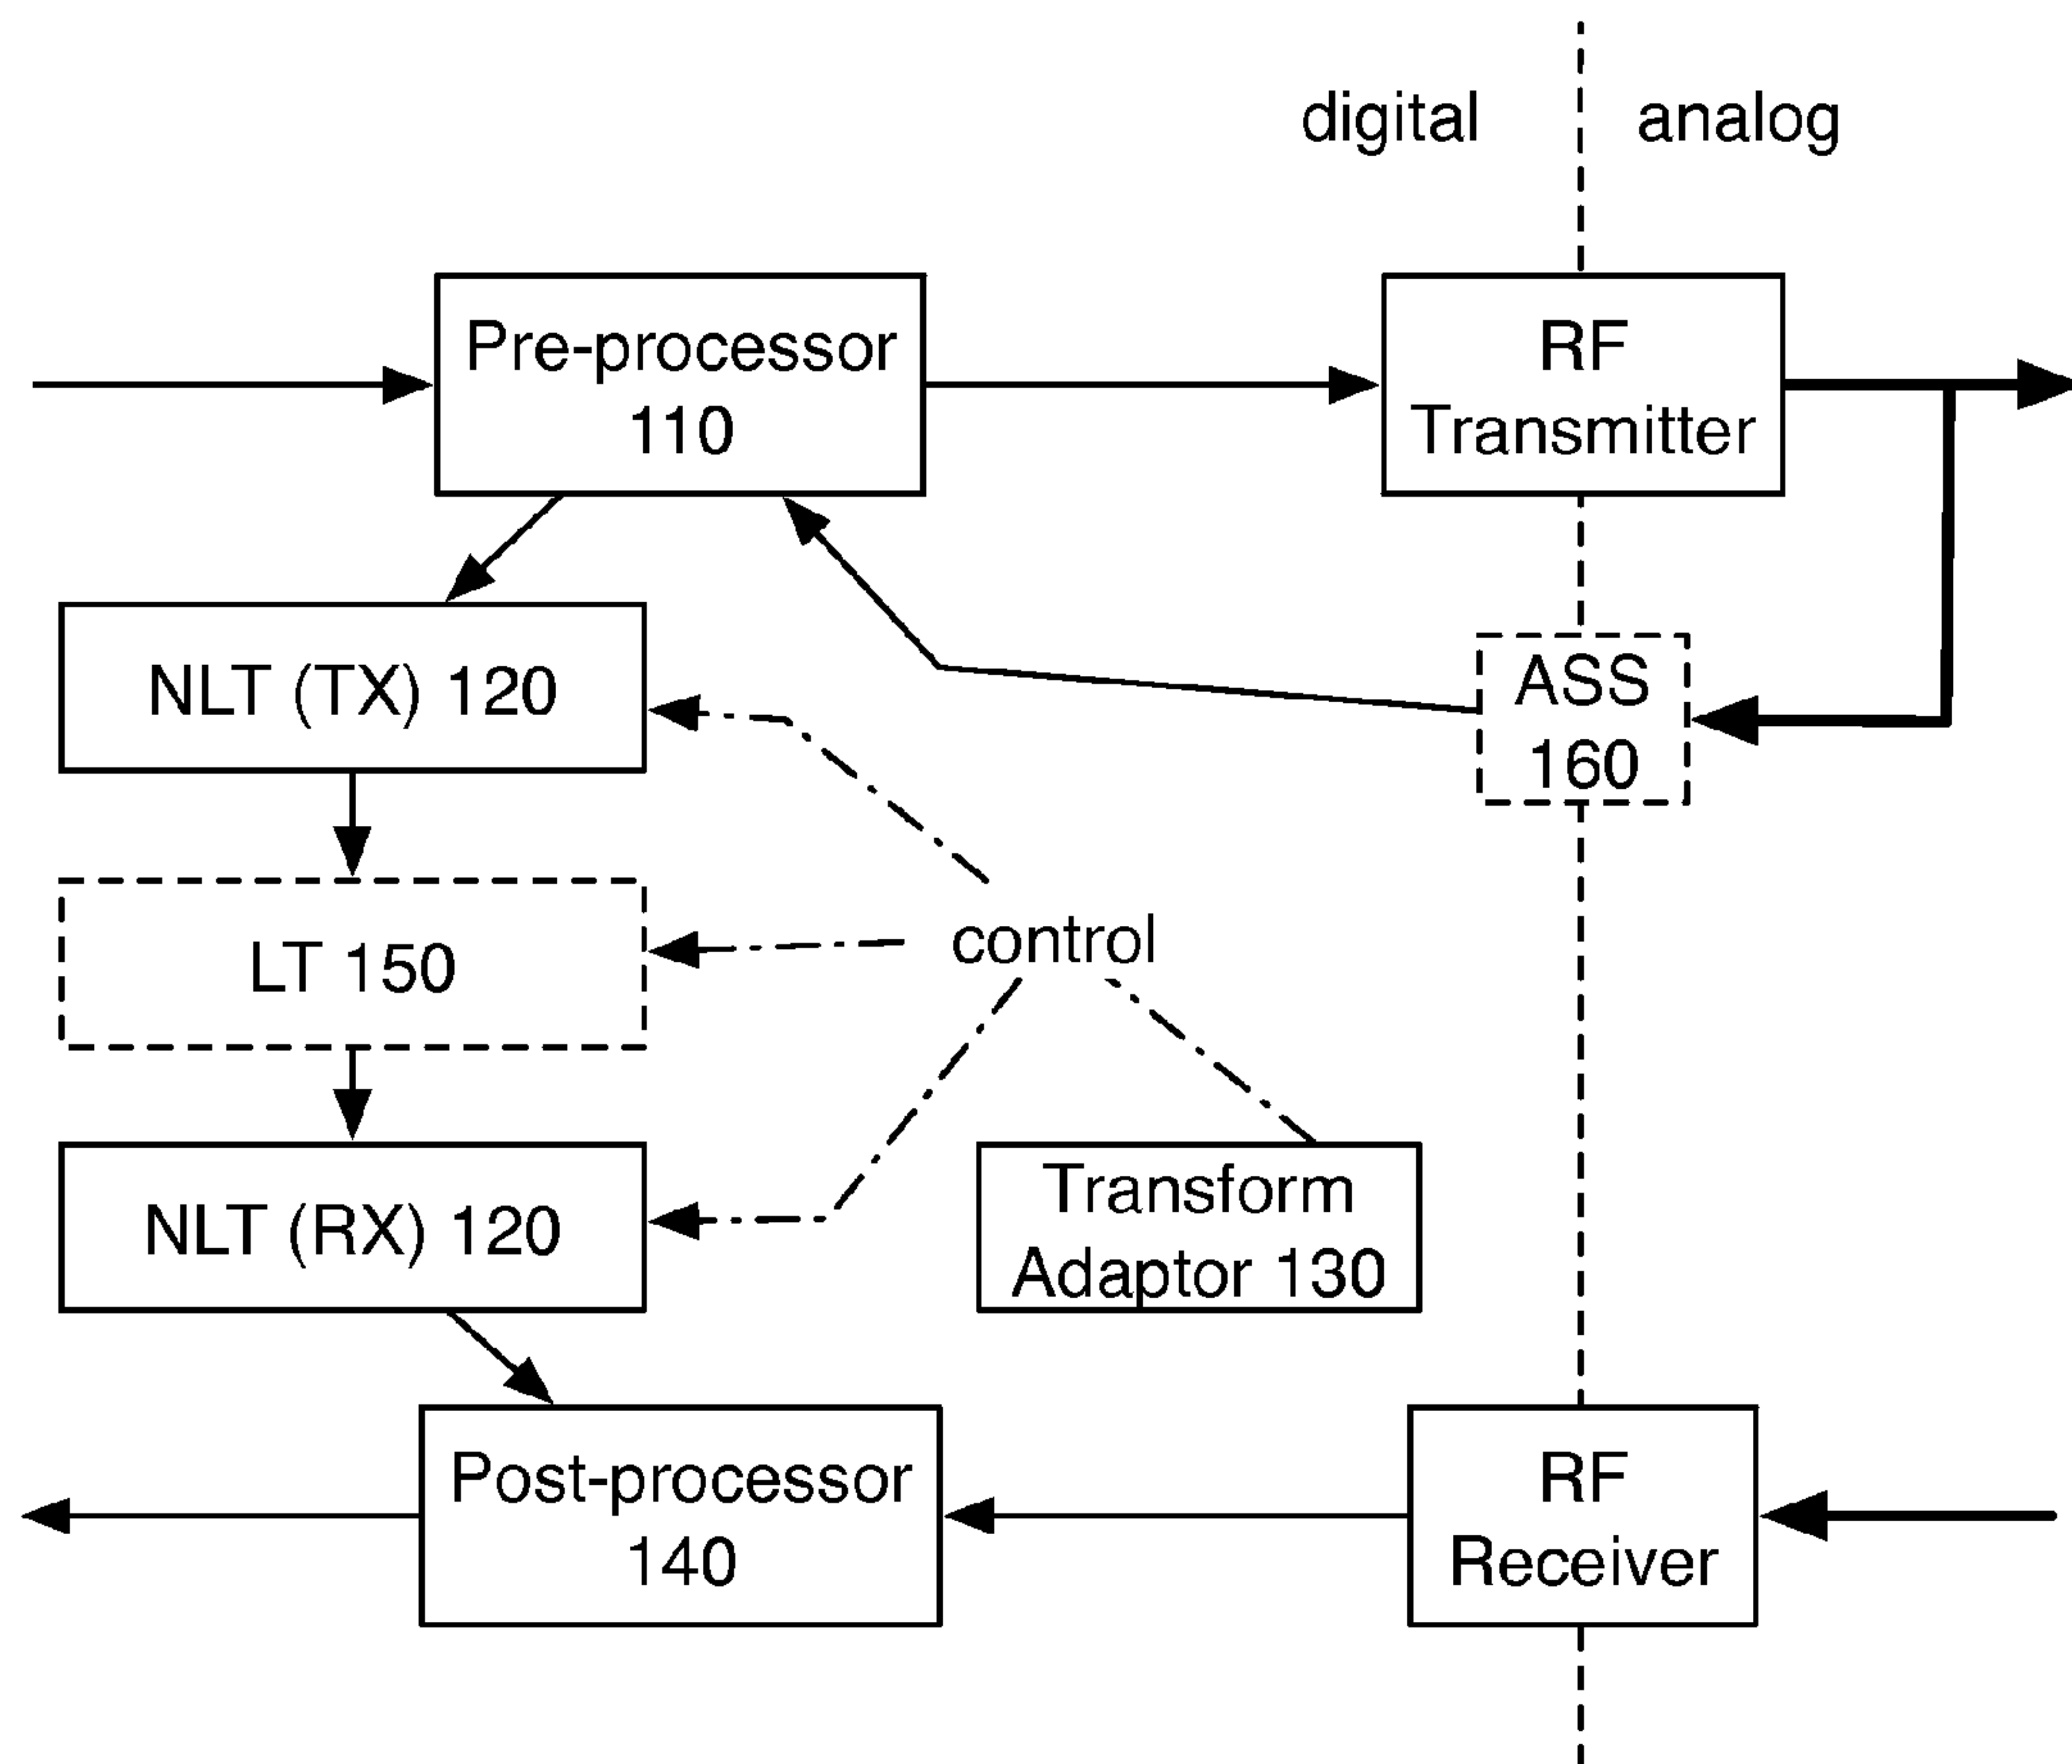 digital
analog
Pre-processor
110
RF
Transmitter
NLT (TX) 120
ASS
160
LT 150
control
NLT (RX) 120
Transform
Adaptor 130
Post-processor
140
RF
Receiver